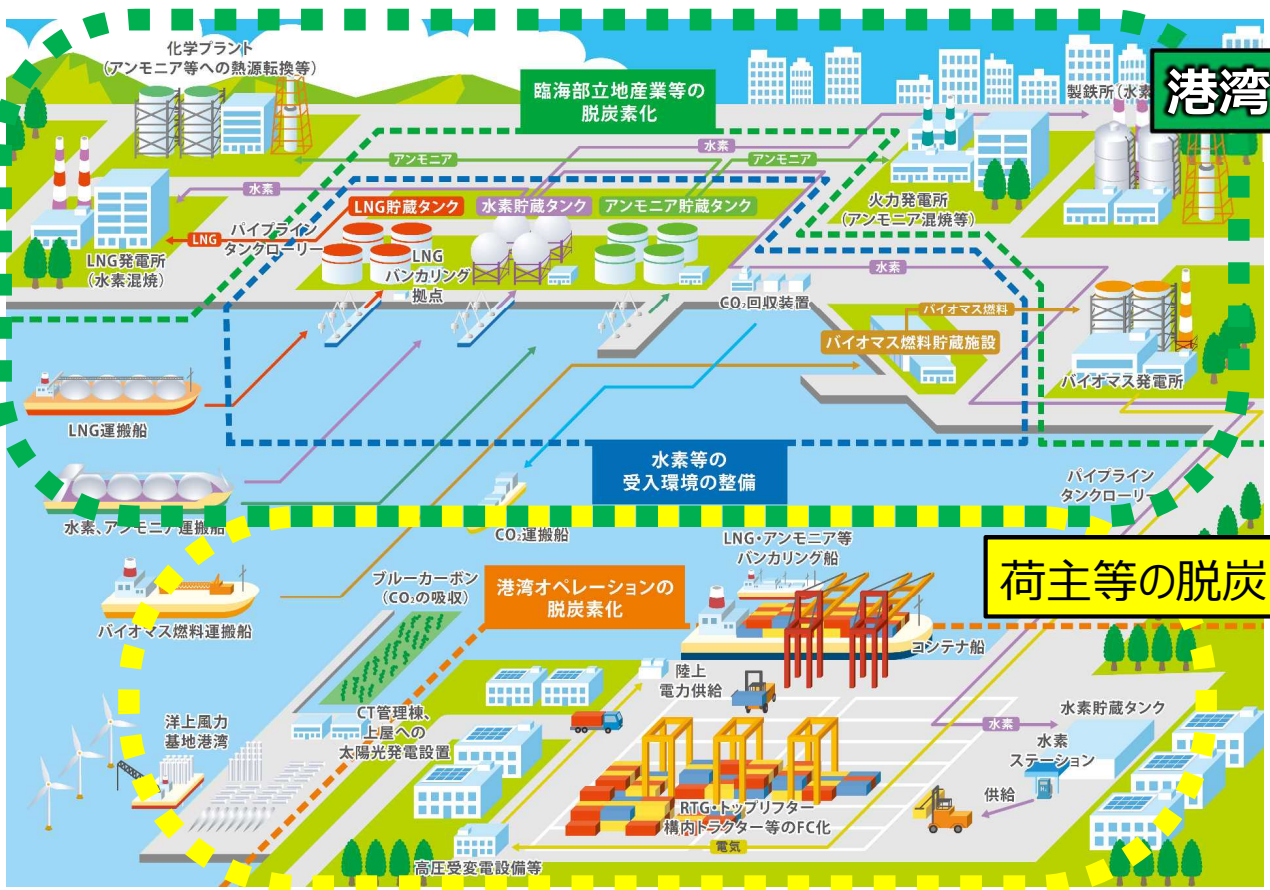 化学プラント
(アンモニア等への熱源転換等)
臨海部立地産業等の
脱炭素化
港湾
製鉄所(水素
アンモニア
水素
アンモニア
水素
LNG貯蔵タンク
水素貯蔵タンク
アンモニア貯蔵タンク
火力発電所
(アンモニア混焼等)
パイプライン
タンクローリー
LNG
LNG発電所
(水素混焼)
LNG
バンカリング
拠点
水素
CO₂回収装置
バイオマス燃料
バイオマス燃料貯蔵施設
バイオマス発電所
LNG運搬船
水素等の
受入環境の整備
パイプライン
タンクローリー
水素、アンモニア運搬船
CO₂運搬船
LNG・アンモニア等
バンカリング船
荷主等の脱炭
ブルーカーボン
(CO₂の吸収)
港湾オペレーションの
脱炭素化
バイオマス燃料運搬船
コンテナ船
陸上
電力供給
洋上風力
基地港湾
CT管理棟、
上屋への
太陽光発電設置
水素
水素貯蔵タンク
水素
ステーション
供給
RTG・トップリフター
構内トラクター等のFC化
電気
高圧受変電設備等